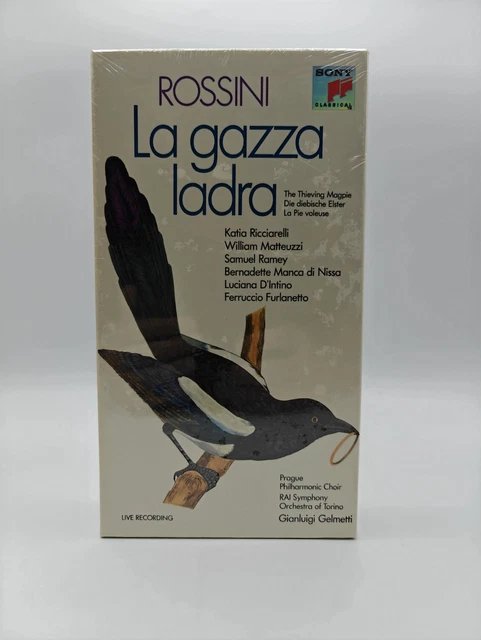 ROSSINI
SONY
CLASSICAL
La gazza
ladra
The Thieving Magpie
Die diebische Elster
La Pie voleuse
Katia Ricciarelli
William Matteuzzi
Samuel Ramey
Bernadette Manca di Nissa
Luciana D'Intino
Ferruccio Furlanetto
Prague
Philharmonic Choir
RAI Symphony
Orchestra of Torino
Gianluigi Gelmetti
LIVE RECORDING